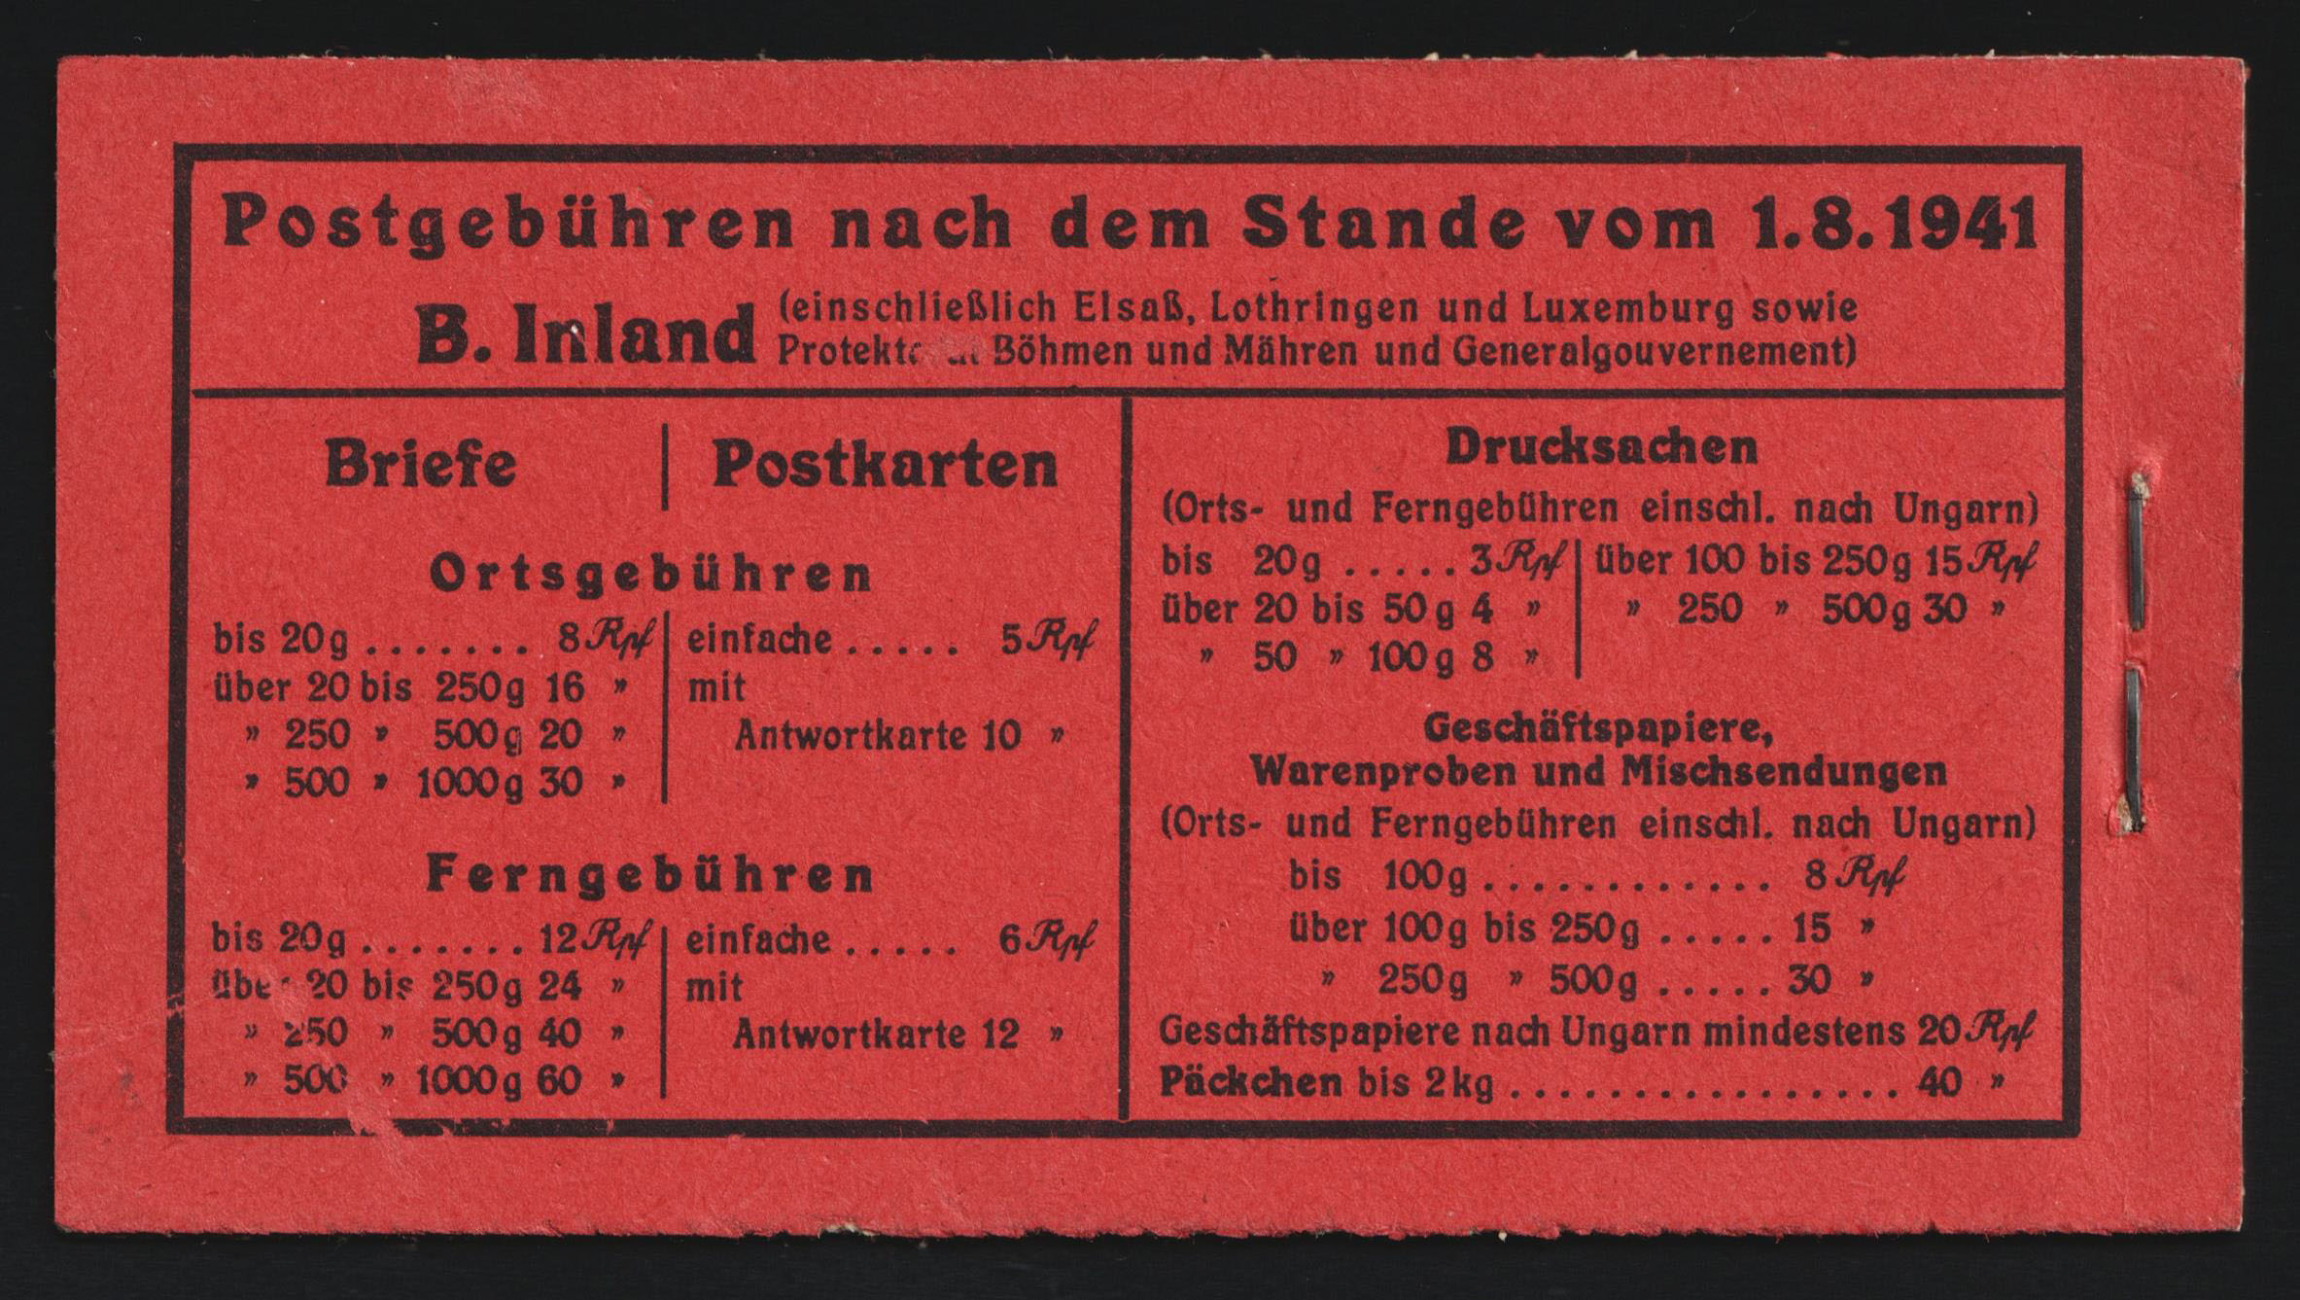 Postgebühren nach dem Stande vom 1.8.1941
B. Inland (einschließlich Elsaß, Lothringen und Luxemburg sowie
Böhmen und Mähren und Generalgouvernement)
Briefe | Postkarten
Ortsgebühren
bis 20g ....... 8 Rpf | einfache ..... 5 Rpf
über 20 bis 250g 16 » | mit
» 250 » 500g 20 » | Antwortkarte 10 »
» 500 » 1000g 30 »
Ferngebühren
bis 20g ....... 12 Rpf | einfache ..... 6 Rpf
über 20 bis 250g 24 » | mit
» 250 » 500g 40 » | Antwortkarte 12 »
» 500 » 1000g 60 »
Drucksachen
(Orts- und Ferngebühren einschl. nach Ungarn)
bis 20g ..... 3 Rpf | über 100 bis 250g 15 Rpf
über 20 bis 50g 4 » | » 250 » 500g 30 »
» 50 » 100g 8 »
Geschäftspapiere,
Warenproben und Mischsendungen
(Orts- und Ferngebühren einschl. nach Ungarn)
bis 100g ............ 8 Rpf
über 100g bis 250g ..... 15 »
» 250g » 500g ..... 30 »
Geschäftspapiere nach Ungarn mindestens 20 Rpf
Päckchen bis 2kg ................ 40 »